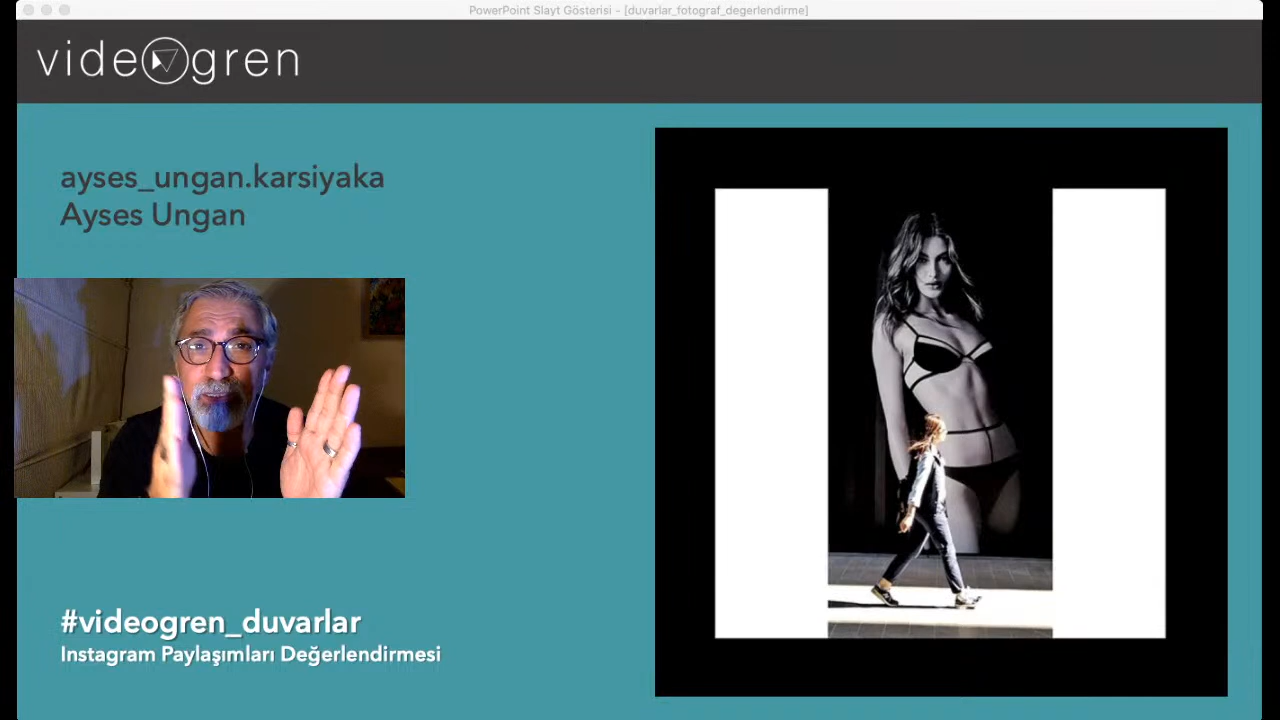 PowerPoint Slayt Gösterisi - [duvarlar_fotograf_degerlendirme]
videogren
ayses_ungan.karsiyaka
Ayses Ungan
#videogren_duvarlar
Instagram Paylaşımları Değerlendirmesi